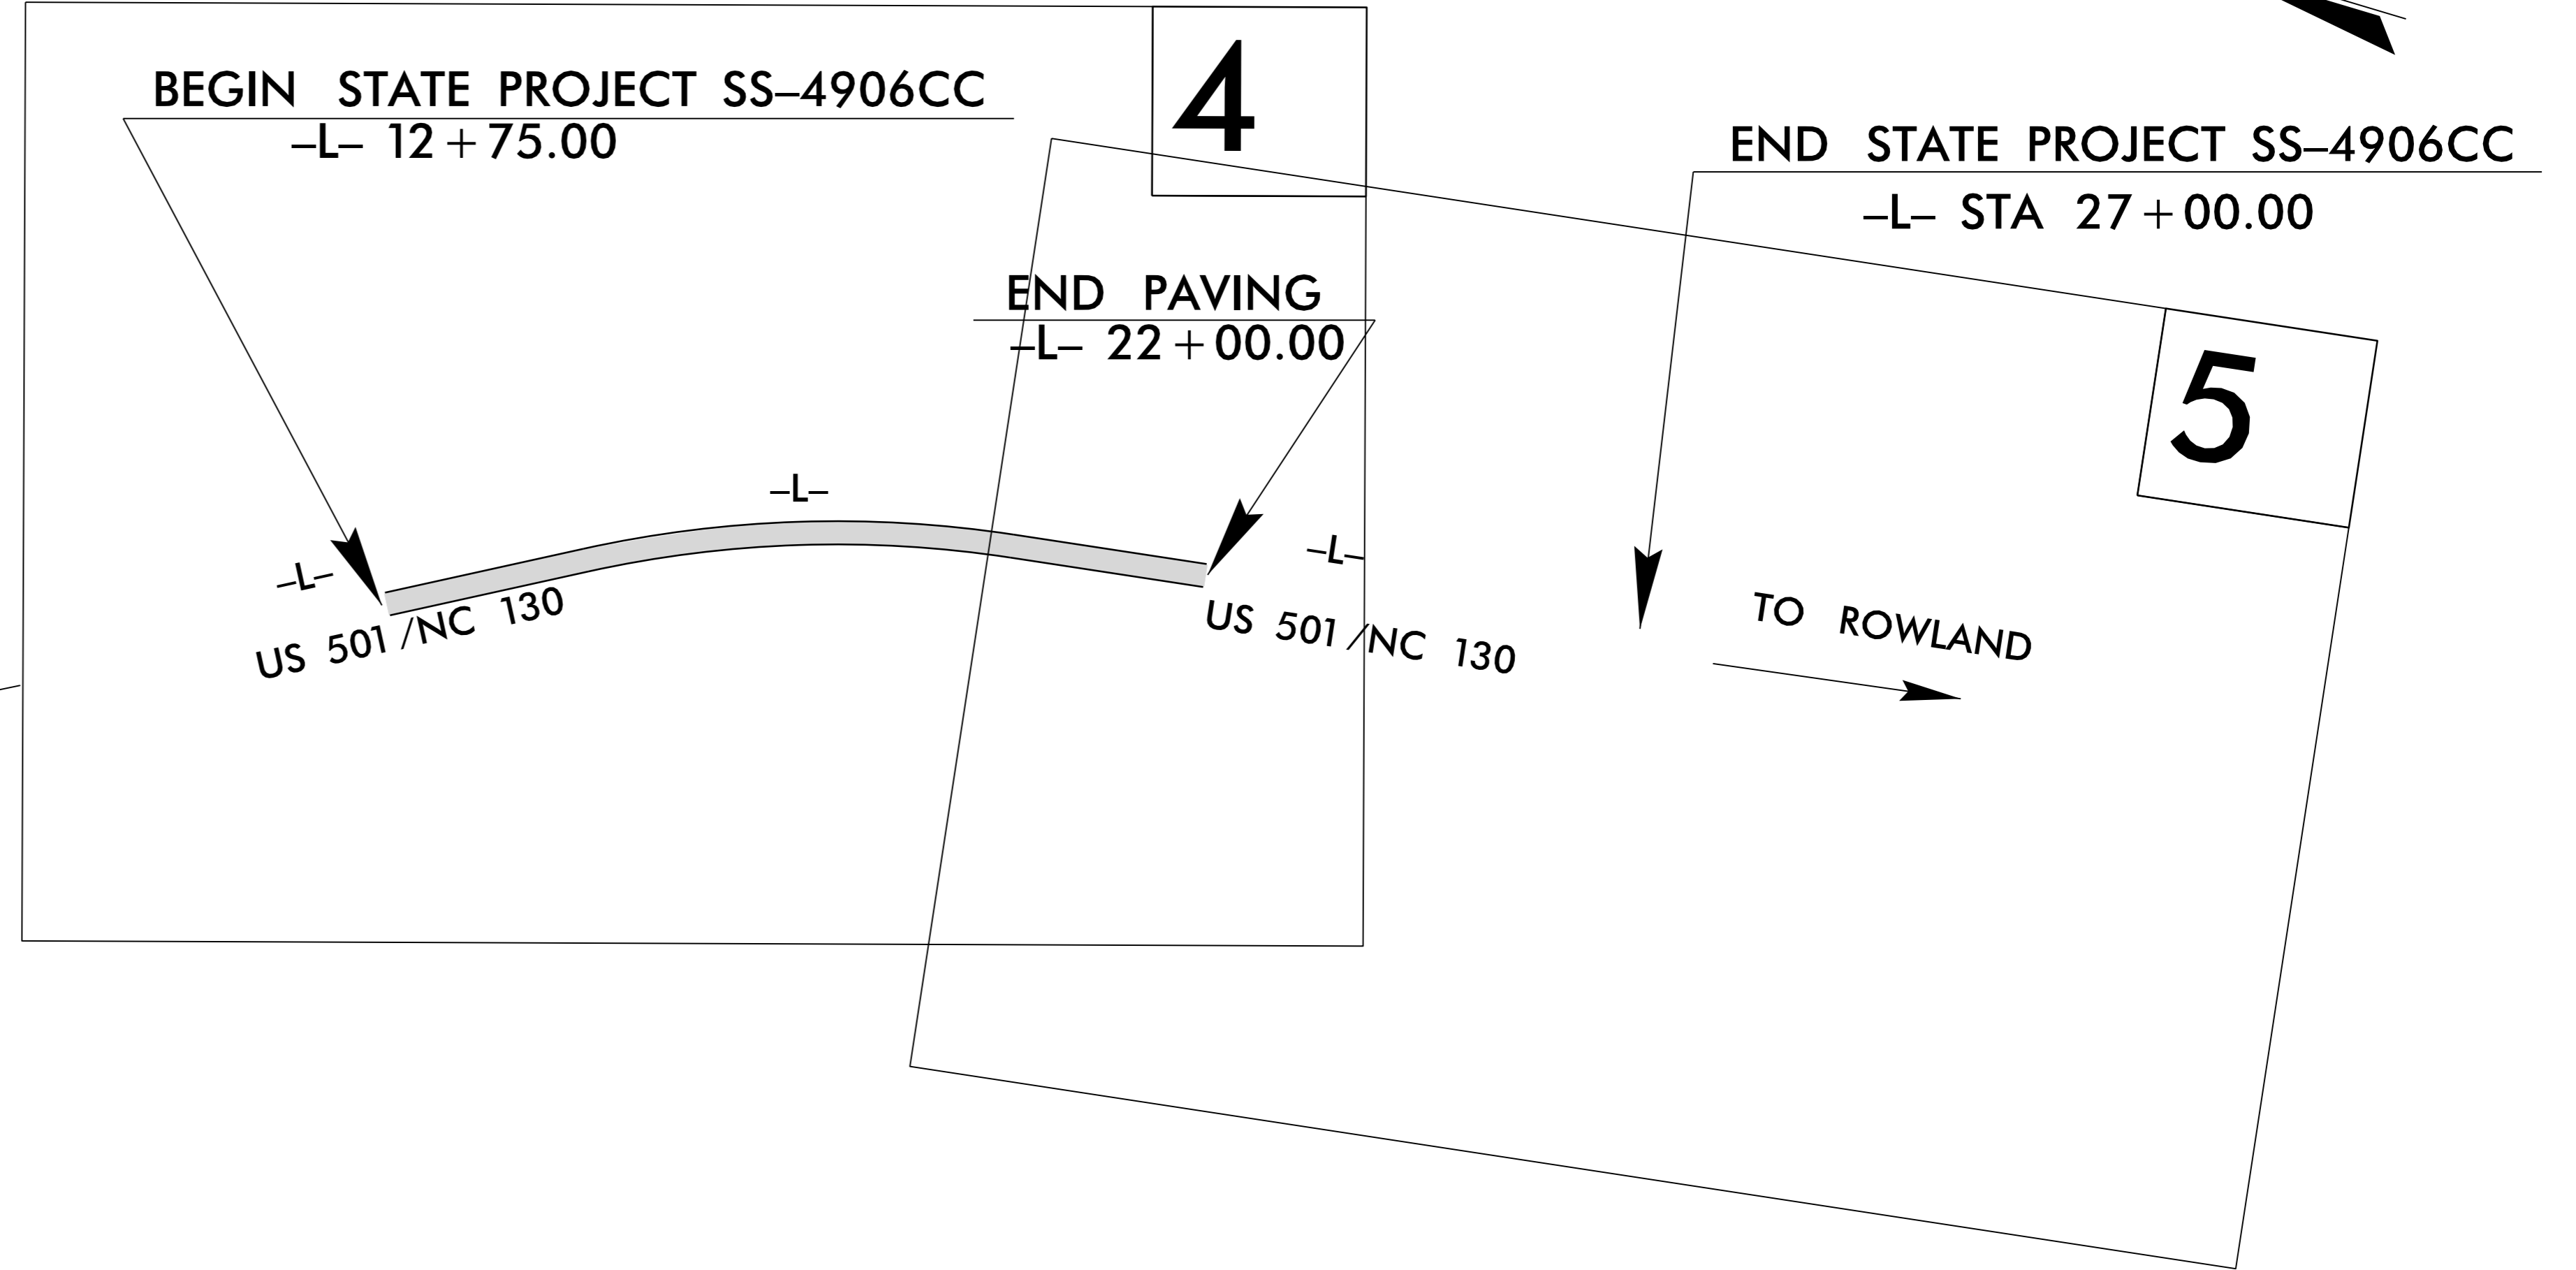 BEGIN STATE PROJECT SS-4906CC
-L- 12+75.00
4
END STATE PROJECT SS-4906CC
-L- STA 27+00.00
END PAVING
-L- 22+00.00
5
-L-
-L-
-L-
US 501/NC 130
US 501/NC 130
TO ROWLAND